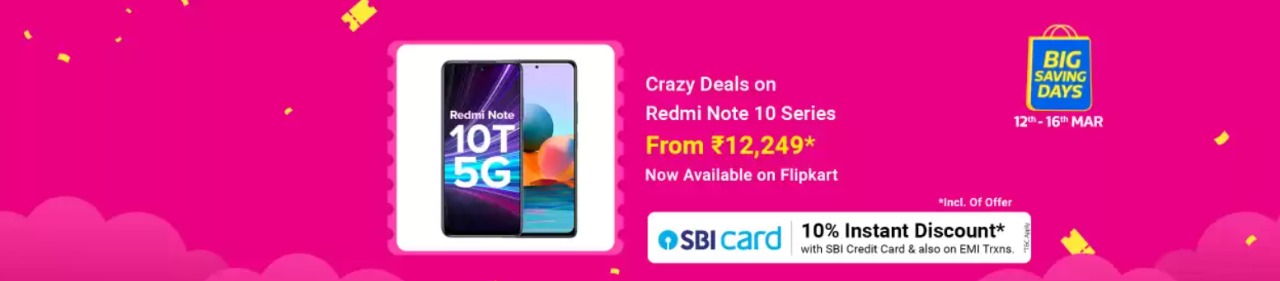 Redmi Note
10T
5G
Crazy Deals on
Redmi Note 10 Series
From ₹12,249*
Now Available on Flipkart
BIG
SAVING
DAYS
12th - 16th MAR
*Incl. Of Offer
SBI card
10% Instant Discount*
with SBI Credit Card & also on EMI Trxns.
*T&C Apply